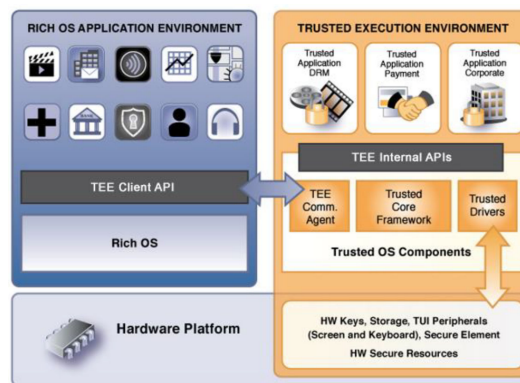 RICH OS APPLICATION ENVIRONMENT
TEE Client API
Rich OS
TRUSTED EXECUTION ENVIRONMENT
Trusted
Application
DRM
Trusted
Application
Payment
Trusted
Application
Corporate
TEE Internal APIs
TEE
Comm.
Agent
Trusted
Core
Framework
Trusted
Drivers
Trusted OS Components
Hardware Platform
HW Keys, Storage, TUI Peripherals
(Screen and Keyboard), Secure Element
HW Secure Resources